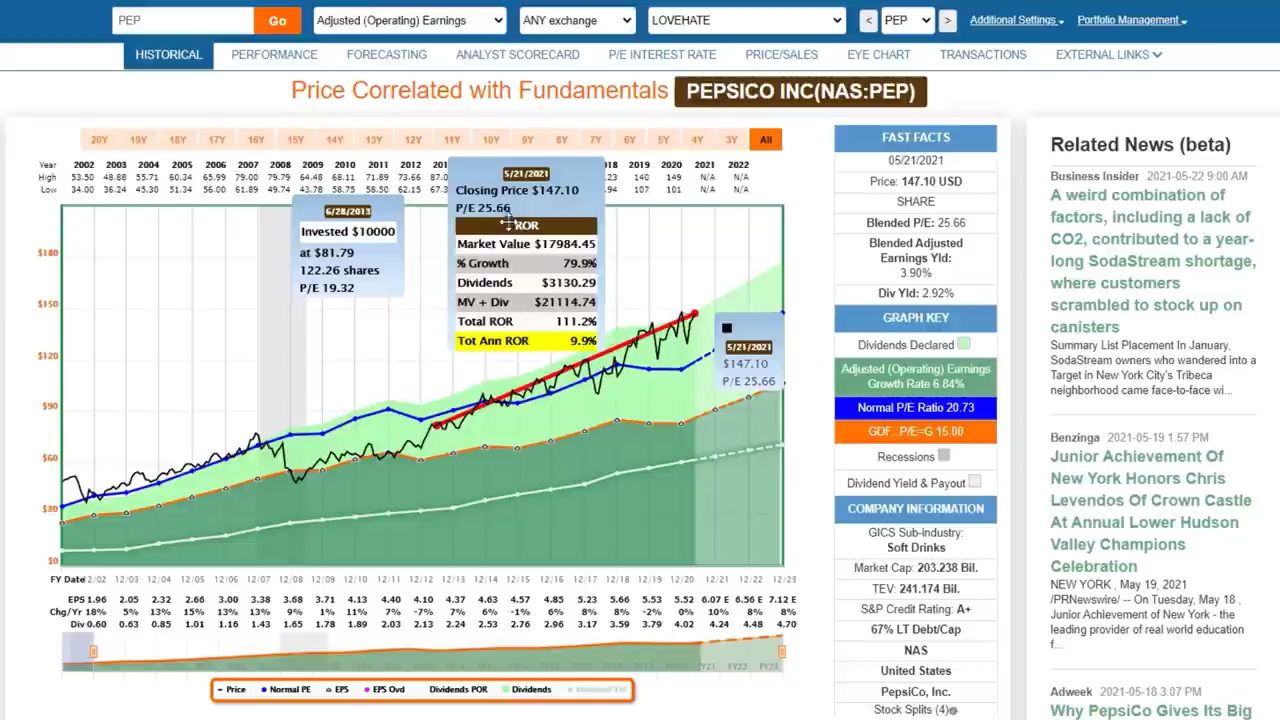 PEP
Go
Adjusted (Operating) Earnings
ANY exchange
LOVEHATE
<
PEP
>
Additional Settings
Portfolio Management
HISTORICAL
PERFORMANCE
FORECASTING
ANALYST SCORECARD
P/E INTEREST RATE
PRICE/SALES
EYE CHART
TRANSACTIONS
EXTERNAL LINKS
Price Correlated with Fundamentals PEPSICO INC(NAS:PEP)
20Y 19Y 18Y 17Y 16Y 15Y 14Y 13Y 12Y 11Y 10Y 9Y 8Y 7Y 6Y 5Y 4Y 3Y All
Year 2002 2003 2004 2005 2006 2007 2008 2009 2010 2011 2012 201 018 2019 2020 2021 2022
High 53.50 48.88 55.71 60.34 65.99 79.00 79.79 64.48 68.11 71.89 73.66 87.0 .23 140 149 N/A N/A
Low 34.00 36.24 45.30 51.34 56.00 61.89 49.74 43.78 58.75 58.50 62.15 67.3 .94 107 101 N/A N/A
5/21/2021
Closing Price $147.10
P/E 25.66
ROR
Market Value $17984.45
% Growth 79.9%
Dividends $3130.29
MV + Div $21114.74
Total ROR 111.2%
Tot Ann ROR 9.9%
6/28/2013
Invested $10000
at $81.79
122.26 shares
P/E 19.32
5/21/2021
$147.10
P/E 25.66
$180
$150
$120
$90
$60
$30
$0
FY Date 12/02 12/03 12/04 12/05 12/06 12/07 12/08 12/09 12/10 12/11 12/12 12/13 12/14 12/15 12/16 12/17 12/18 12/19 12/20 12/21 12/22 12/23
EPS 1.96 2.05 2.32 2.66 3.00 3.38 3.68 3.71 4.13 4.40 4.10 4.37 4.63 4.57 4.85 5.23 5.66 5.53 5.52 6.07 E 6.56 E 7.12 E
Chg/Yr 18% 5% 13% 15% 13% 13% 9% 1% 11% 7% -7% 7% 6% -1% 6% 8% 8% -2% 0% 10% 8% 8%
Div 0.60 0.63 0.85 1.01 1.16 1.43 1.65 1.78 1.89 2.03 2.13 2.24 2.53 2.76 2.96 3.17 3.59 3.79 4.02 4.24 4.48 4.70
FY21 FY22 FY23
Price Normal PE EPS EPS Ovd Dividends POR Dividends
FAST FACTS
05/21/2021
Price: 147.10 USD
SHARE
Blended P/E: 25.66
Blended Adjusted
Earnings Yld:
3.90%
Div Yld: 2.92%
GRAPH KEY
Dividends Declared
Adjusted (Operating) Earnings
Growth Rate 6.84%
Normal P/E Ratio 20.73
GDF...P/E=G 15.00
Recessions
Dividend Yield & Payout
COMPANY INFORMATION
GICS Sub-industry:
Soft Drinks
Market Cap: 203.238 Bil.
TEV: 241.174 Bil.
S&P Credit Rating: A+
67% LT Debt/Cap
NAS
United States
PepsiCo, Inc.
Stock Splits (4)
Related News (beta)
Business Insider 2021-05-22 9:00 AM
A weird combination of
factors, including a lack of
CO2, contributed to a year-
long SodaStream shortage,
where customers
scrambled to stock up on
canisters
Summary List Placement In January,
SodaStream owners who wandered into a
Target in New York City's Tribeca
neighborhood came face-to-face wi...
Benzinga 2021-05-19 1:57 PM
Junior Achievement Of
New York Honors Chris
Levendos Of Crown Castle
At Annual Lower Hudson
Valley Champions
Celebration
NEW YORK , May 19, 2021
/PRNewswire/ -- On Tuesday, May 18 ,
Junior Achievement of New York - the
leading provider of real world education
f...
Adweek 2021-05-18 3:07 PM
Why PepsiCo Gives Its Big